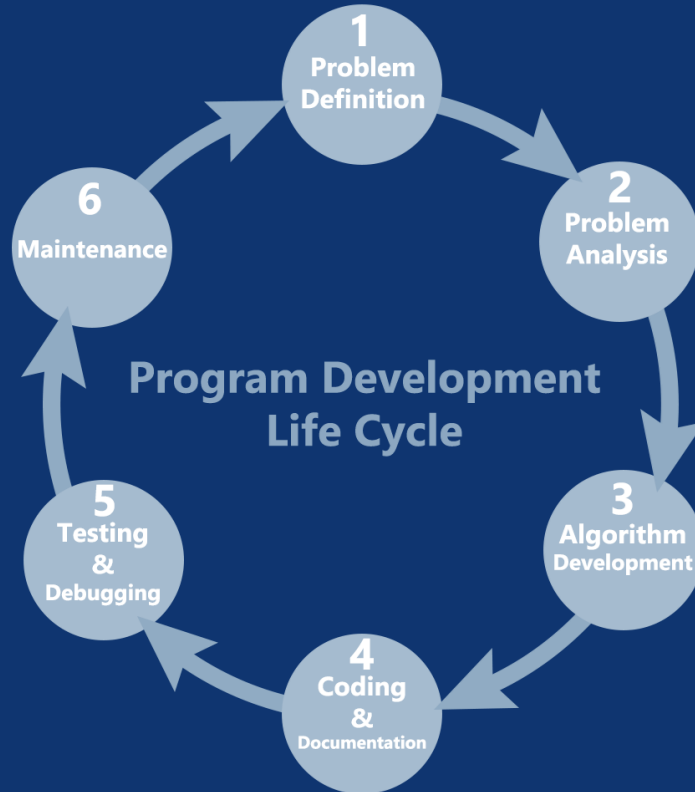 1
Problem
Definition
2
Problem
Analysis
3
Algorithm
Development
4
Coding
&
Documentation
5
Testing
&
Debugging
6
Maintenance
Program Development
Life Cycle